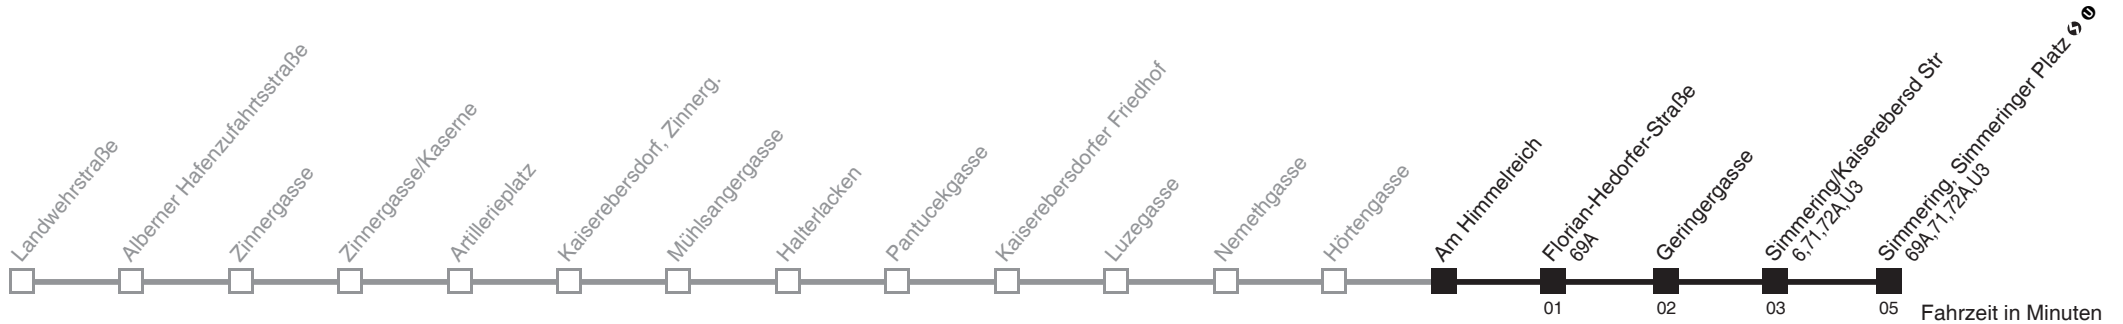 Landwehrstraße
Alberner Hafenzufahrtsstraße
Zinnergasse
Zinnergasse/Kaserne
Artillerieplatz
Kaiserebersdorf, Zinnerg.
Mühlsangergasse
Halterlacken
Pantucekgasse
Kaiserebersdorfer Friedhof
Luzegasse
Nemethgasse
Hörtengasse
Am Himmelreich
Florian-Hedorfer-Straße
69A
Geringergasse
Simmering/Kaiserebersd Str
6,71,72A,U3
Simmering, Simmeringer Platz S U
69A,71,72A,U3
01
02
03
05
Fahrzeit in Minuten